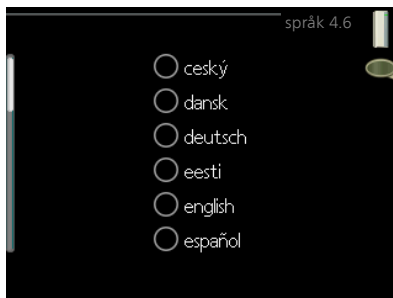 språk 4.6
ceský
dansk
deutsch
eesti
english
español